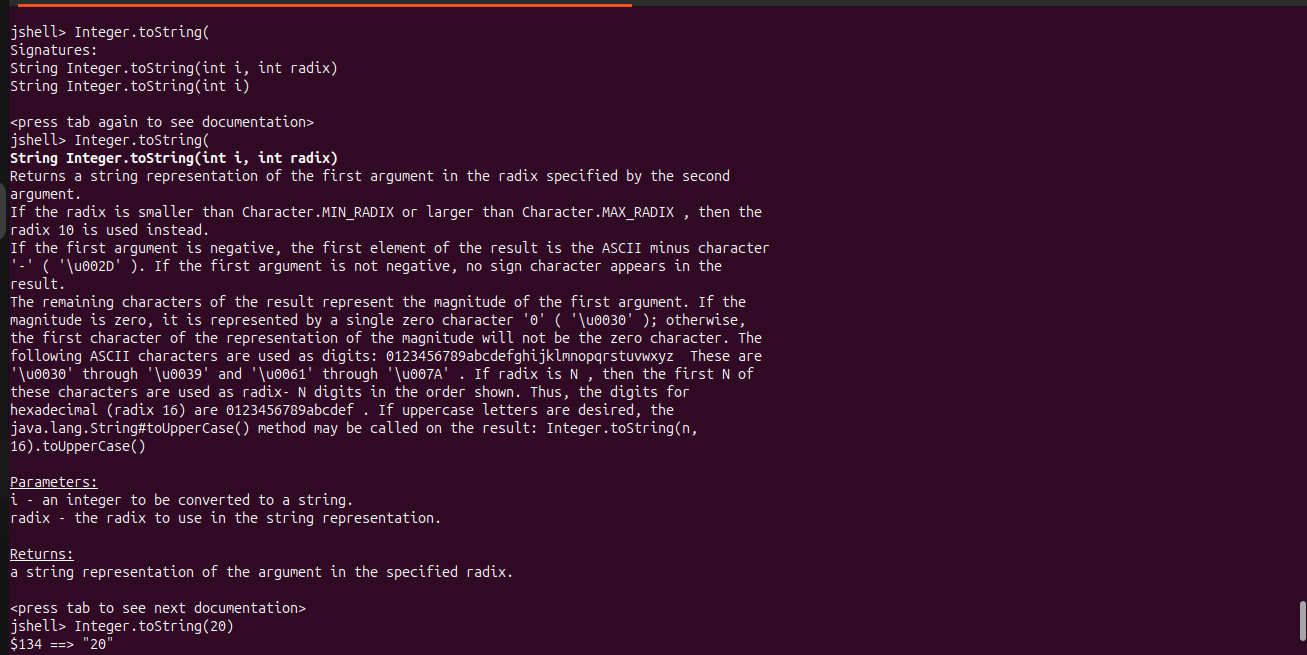 jshell> Integer.toString(
Signatures:
String Integer.toString(int i, int radix)
String Integer.toString(int i)
<press tab again to see documentation>
jshell> Integer.toString(
String Integer.toString(int i, int radix)
Returns a string representation of the first argument in the radix specified by the second
argument.
If the radix is smaller than Character.MIN_RADIX or larger than Character.MAX_RADIX , then the
radix 10 is used instead.
If the first argument is negative, the first element of the result is the ASCII minus character
'-' ( '\u002D' ). If the first argument is not negative, no sign character appears in the
result.
The remaining characters of the result represent the magnitude of the first argument. If the
magnitude is zero, it is represented by a single zero character '0' ( '\u0030' ); otherwise,
the first character of the representation of the magnitude will not be the zero character. The
following ASCII characters are used as digits: 0123456789abcdefghijklmnopqrstuvwxyz  These are
'\u0030' through '\u0039' and '\u0061' through '\u007A' . If radix is N , then the first N of
these characters are used as radix- N digits in the order shown. Thus, the digits for
hexadecimal (radix 16) are 0123456789abcdef . If uppercase letters are desired, the
java.lang.String#toUpperCase() method may be called on the result: Integer.toString(n,
16).toUpperCase()
Parameters:
i - an integer to be converted to a string.
radix - the radix to use in the string representation.
Returns:
a string representation of the argument in the specified radix.
<press tab to see next documentation>
jshell> Integer.toString(20)
$134 ==> "20"